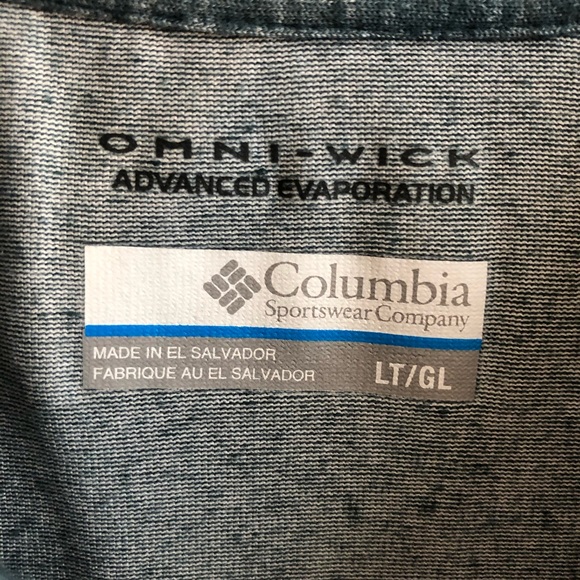 OMNI-WICK
ADVANCED EVAPORATION
Columbia
Sportswear Company
MADE IN EL SALVADOR
FABRIQUE AU EL SALVADOR
LT/GL